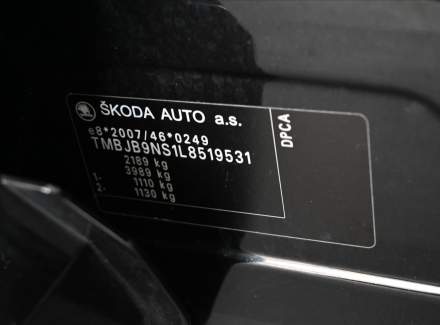 ŠKODA AUTO a.s.
e8*2007/46*0249
TMBJB9NS1L8519531
2189 kg
3989 kg
1. 1110 kg
2. 1130 kg
DPCA